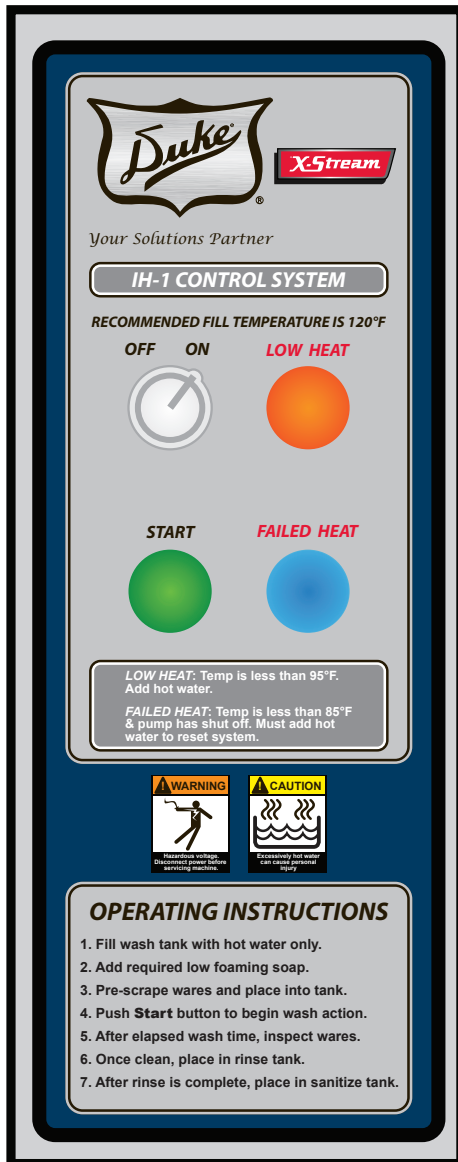 Duke
®
X-Stream
Your Solutions Partner
IH-1 CONTROL SYSTEM
RECOMMENDED FILL TEMPERATURE IS 120°F
OFF ON LOW HEAT
START FAILED HEAT
LOW HEAT: Temp is less than 95°F.
Add hot water.
FAILED HEAT: Temp is less than 85°F
& pump has shut off. Must add hot
water to reset system.
WARNING
Hazardous voltage.
Disconnect power before
servicing machine.
CAUTION
Excessively hot water
can cause personal
injury
OPERATING INSTRUCTIONS
1. Fill wash tank with hot water only.
2. Add required low foaming soap.
3. Pre-scrape wares and place into tank.
4. Push Start button to begin wash action.
5. After elapsed wash time, inspect wares.
6. Once clean, place in rinse tank.
7. After rinse is complete, place in sanitize tank.